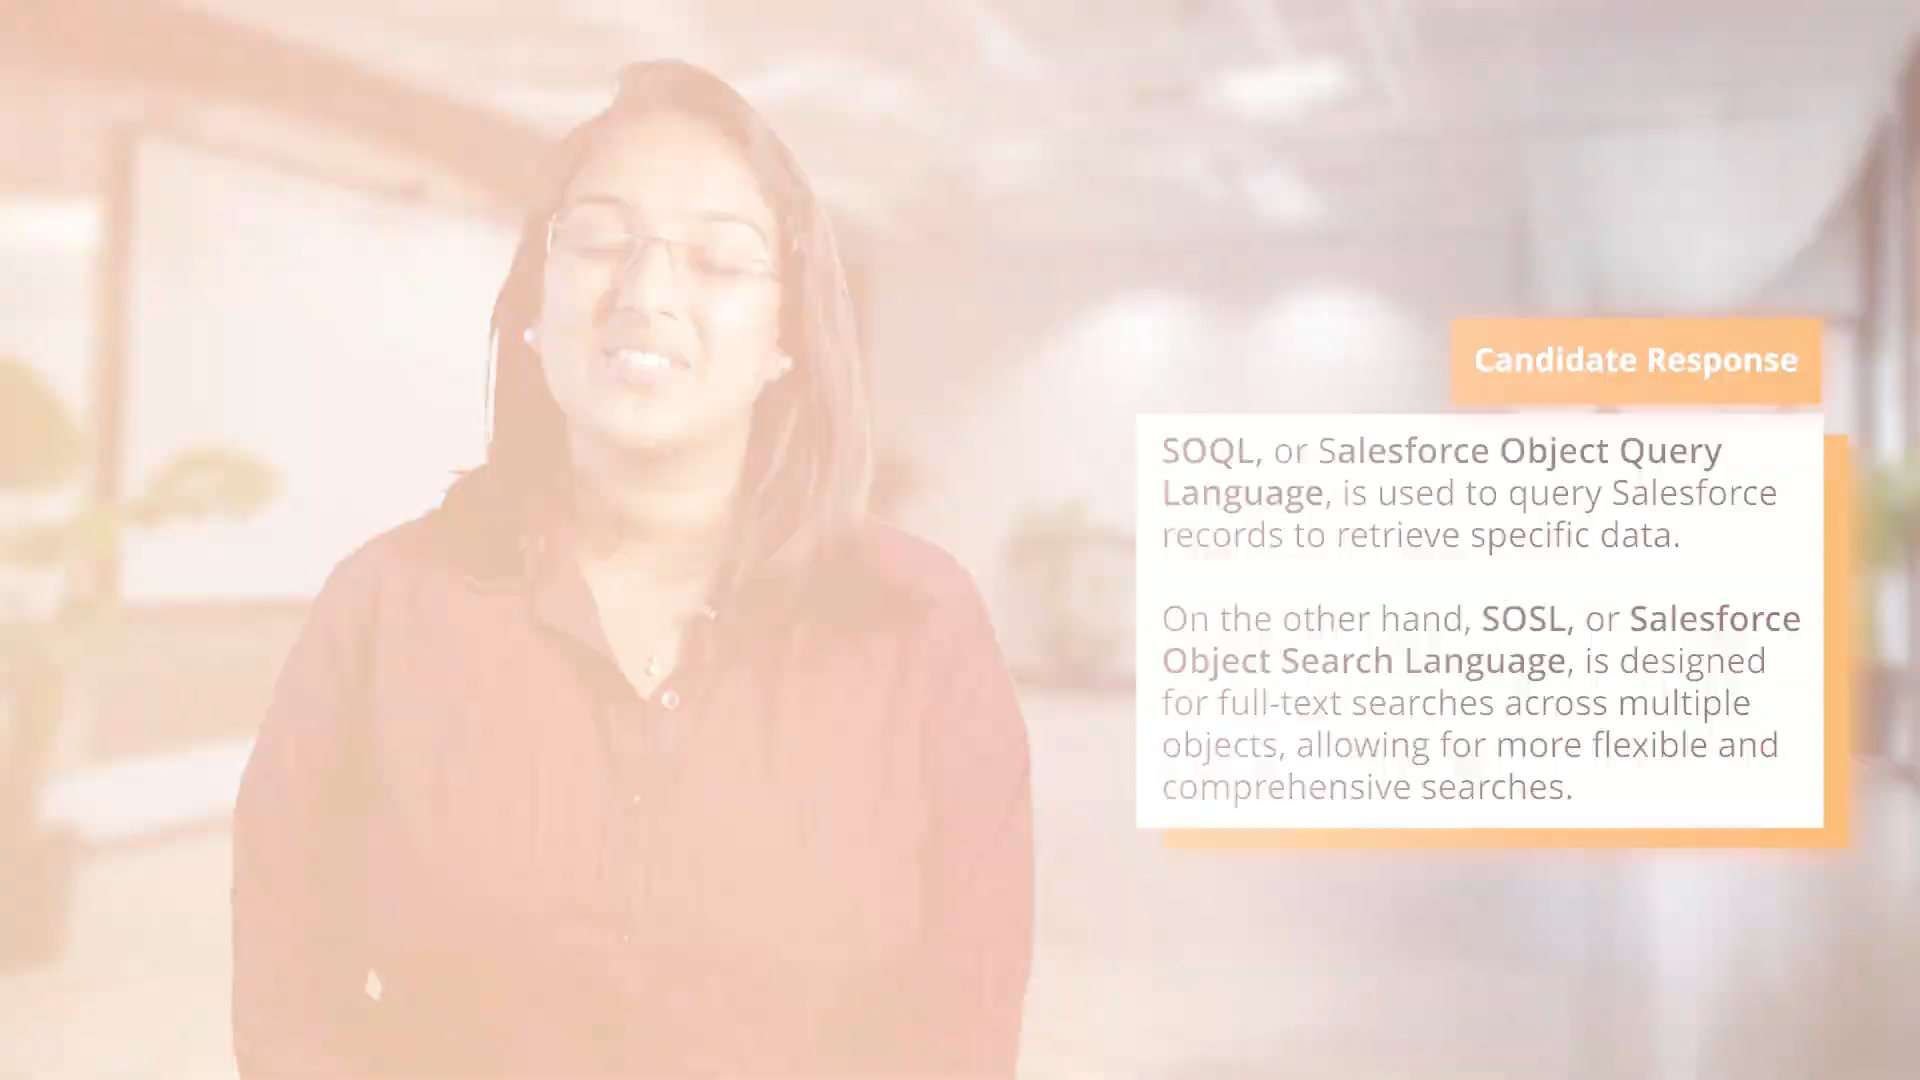 Candidate Response
SOQL, or Salesforce Object Query
Language, is used to query Salesforce
records to retrieve specific data.
On the other hand, SOSL, or Salesforce
Object Search Language, is designed
for full-text searches across multiple
objects, allowing for more flexible and
comprehensive searches.